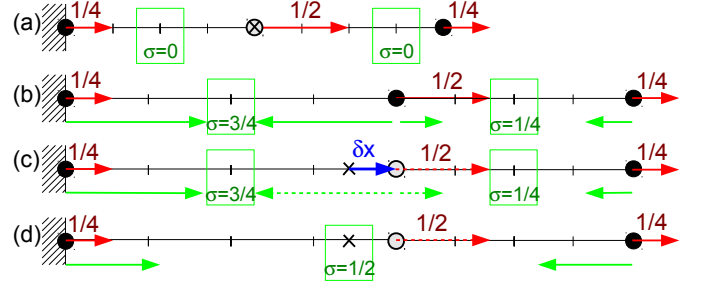 (a) 1/4 1/2 1/4
σ=0 σ=0
(b) 1/4 1/2 1/4
σ=3/4 σ=1/4
(c) 1/4 δx 1/2 1/4
σ=3/4 σ=1/4
(d) 1/4 1/2 1/4
σ=1/2